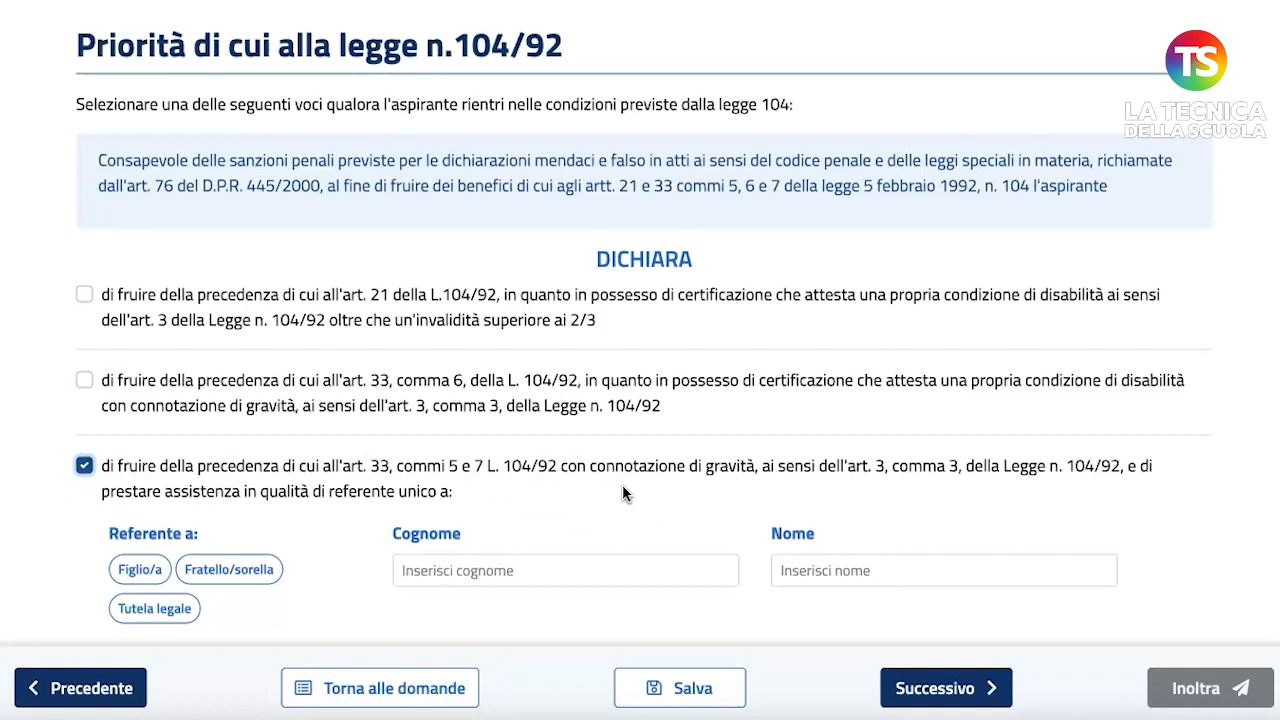 Priorità di cui alla legge n.104/92
TS
LA TECNICA
DELLA SCUOLA
Selezionare una delle seguenti voci qualora l'aspirante rientri nelle condizioni previste dalla legge 104:
Consapevole delle sanzioni penali previste per le dichiarazioni mendaci e falso in atti ai sensi del codice penale e delle leggi speciali in materia, richiamate
dall'art. 76 del D.P.R. 445/2000, al fine di fruire dei benefici di cui agli artt. 21 e 33 commi 5, 6 e 7 della legge 5 febbraio 1992, n. 104 l'aspirante
DICHIARA
di fruire della precedenza di cui all'art. 21 della L.104/92, in quanto in possesso di certificazione che attesta una propria condizione di disabilità ai sensi
dell'art. 3 della Legge n. 104/92 oltre che un'invalidità superiore ai 2/3
di fruire della precedenza di cui all'art. 33, comma 6, della L. 104/92, in quanto in possesso di certificazione che attesta una propria condizione di disabilità
con connotazione di gravità, ai sensi dell'art. 3, comma 3, della Legge n. 104/92
di fruire della precedenza di cui all'art. 33, commi 5 e 7 L. 104/92 con connotazione di gravità, ai sensi dell'art. 3, comma 3, della Legge n. 104/92, e di
prestare assistenza in qualità di referente unico a:
Referente a: Cognome Nome
Figlio/a Fratello/sorella Inserisci cognome Inserisci nome
Tutela legale
Precedente Torna alle domande Salva Successivo Inoltra